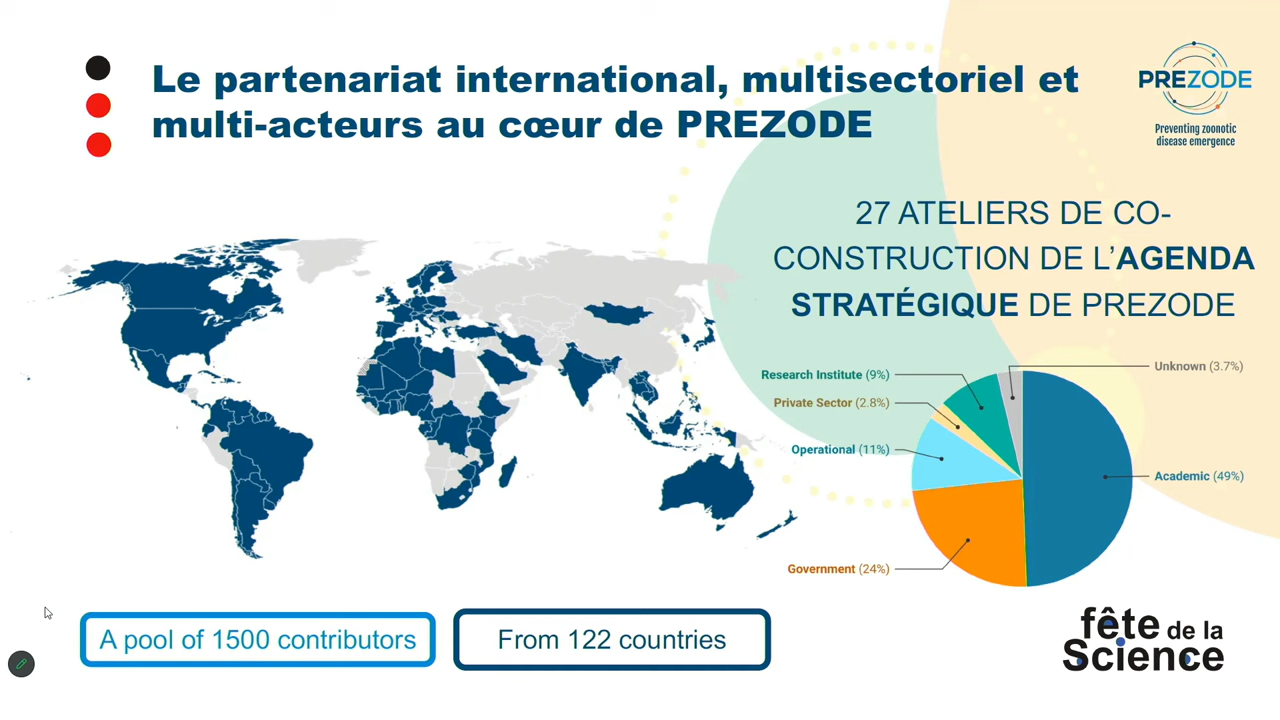 Le partenariat international, multisectoriel et
multi-acteurs au cœur de PREZODE
PREZODE
Preventing zoonotic
disease emergence
27 ATELIERS DE CO-
CONSTRUCTION DE L’AGENDA
STRATÉGIQUE DE PREZODE
Research Institute (9%)
Private Sector (2.8%)
Operational (11%)
Government (24%)
Unknown (3.7%)
Academic (49%)
A pool of 1500 contributors
From 122 countries
fête de la
Science